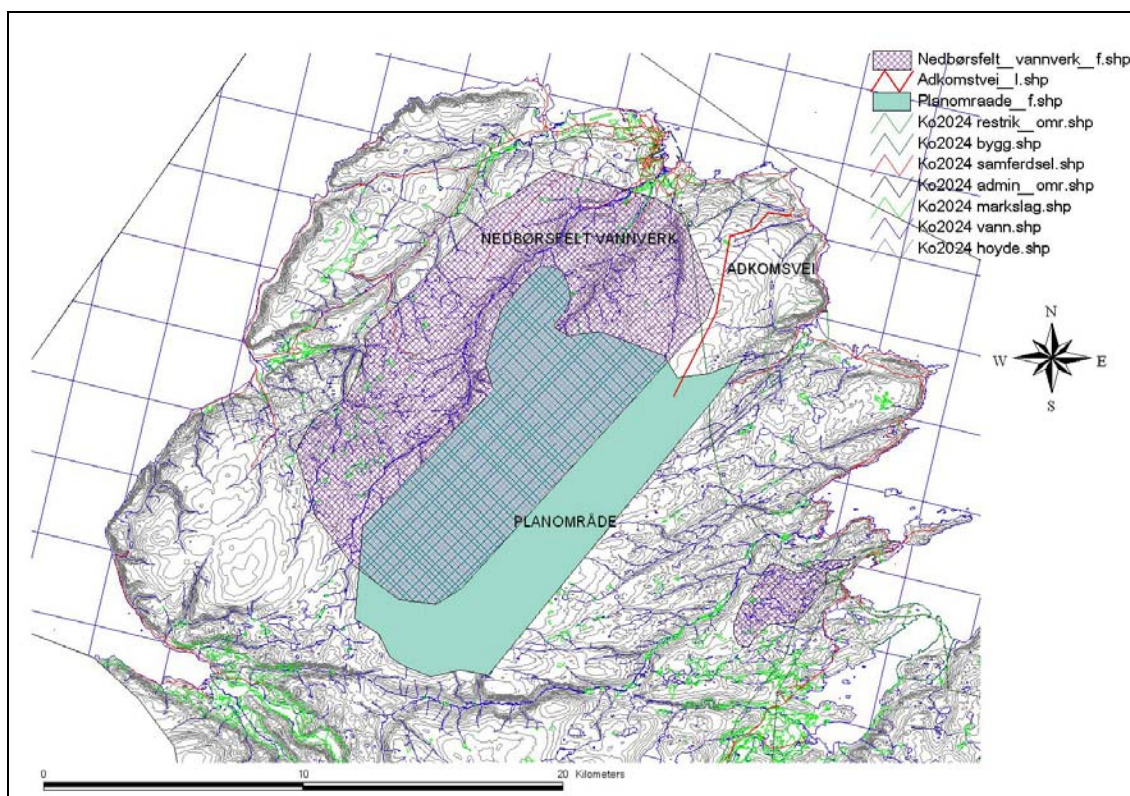 Nedbørsfelt__vannverk__f.shp
Adkomstvei__l.shp
Planomraade__f.shp
Ko2024 restrik__omr.shp
Ko2024 bygg.shp
Ko2024 samferdsel.shp
Ko2024 admin__omr.shp
Ko2024 markslag.shp
Ko2024 vann.shp
Ko2024 hoyde.shp
NEDBØRSFELT VANNVERK
ADKOMSVEI
N
W E
S
PLANOMRÅDE
0 10 20 Kilometers